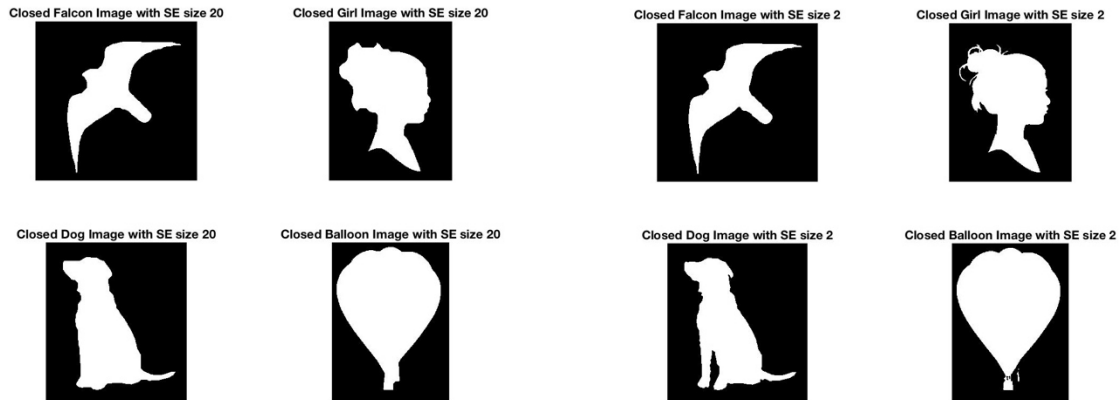 Closed Falcon Image with SE size 20
Closed Girl Image with SE size 20
Closed Falcon Image with SE size 2
Closed Girl Image with SE size 2
Closed Dog Image with SE size 20
Closed Balloon Image with SE size 20
Closed Dog Image with SE size 2
Closed Balloon Image with SE size 2